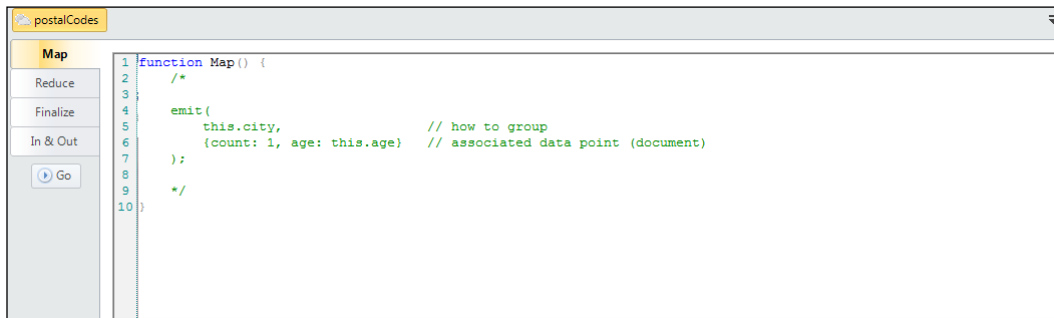 postalCodes
Map
Reduce
Finalize
In & Out
Go
1 function Map() {
2 /*
3
4 emit(
5 this.city, // how to group
6 {count: 1, age: this.age} // associated data point (document)
7 );
8
9 */
10 }